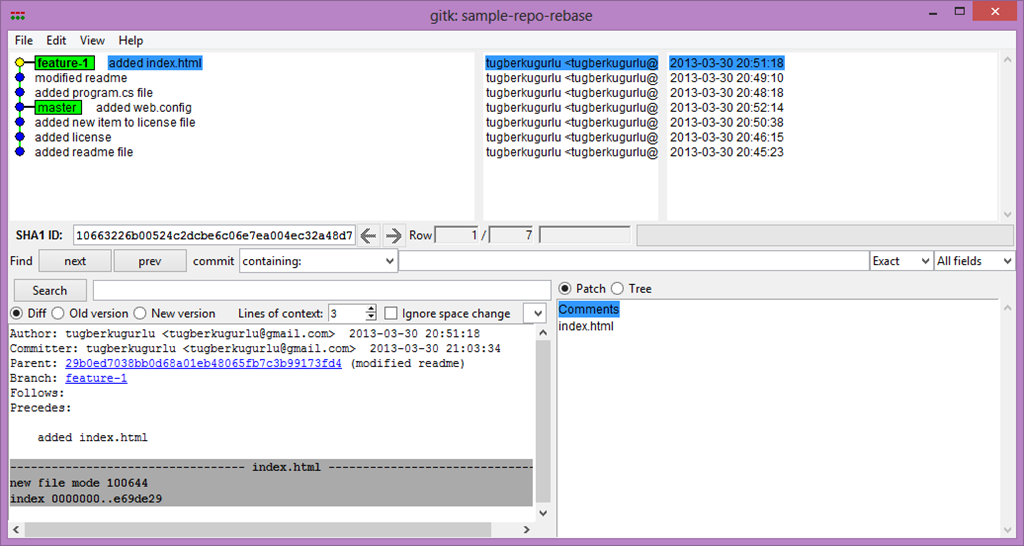 gitk: sample-repo-rebase
File Edit View Help
feature-1 added index.html tugberkugurlu <tugberkugurlu@ 2013-03-30 20:51:18
modified readme tugberkugurlu <tugberkugurlu@ 2013-03-30 20:49:10
added program.cs file tugberkugurlu <tugberkugurlu@ 2013-03-30 20:48:18
master added web.config tugberkugurlu <tugberkugurlu@ 2013-03-30 20:52:14
added new item to license file tugberkugurlu <tugberkugurlu@ 2013-03-30 20:50:38
added license tugberkugurlu <tugberkugurlu@ 2013-03-30 20:46:15
added readme file tugberkugurlu <tugberkugurlu@ 2013-03-30 20:45:23
SHA1 ID: 10663226b00524c2dcbe6c06e7ea004ec32a48d7 Row 1 / 7
Find next prev commit containing: Exact All fields
Search
Patch Tree
Diff Old version New version Lines of context: 3 Ignore space change
Comments
index.html
Author: tugberkugurlu <tugberkugurlu@gmail.com> 2013-03-30 20:51:18
Committer: tugberkugurlu <tugberkugurlu@gmail.com> 2013-03-30 21:03:34
Parent: 29b0ed7038bb0d68a01eb48065fb7c3b99173fd4 (modified readme)
Branch: feature-1
Follows:
Precedes:
added index.html
------------------------------ index.html ------------------------------
new file mode 100644
index 0000000..e69de29